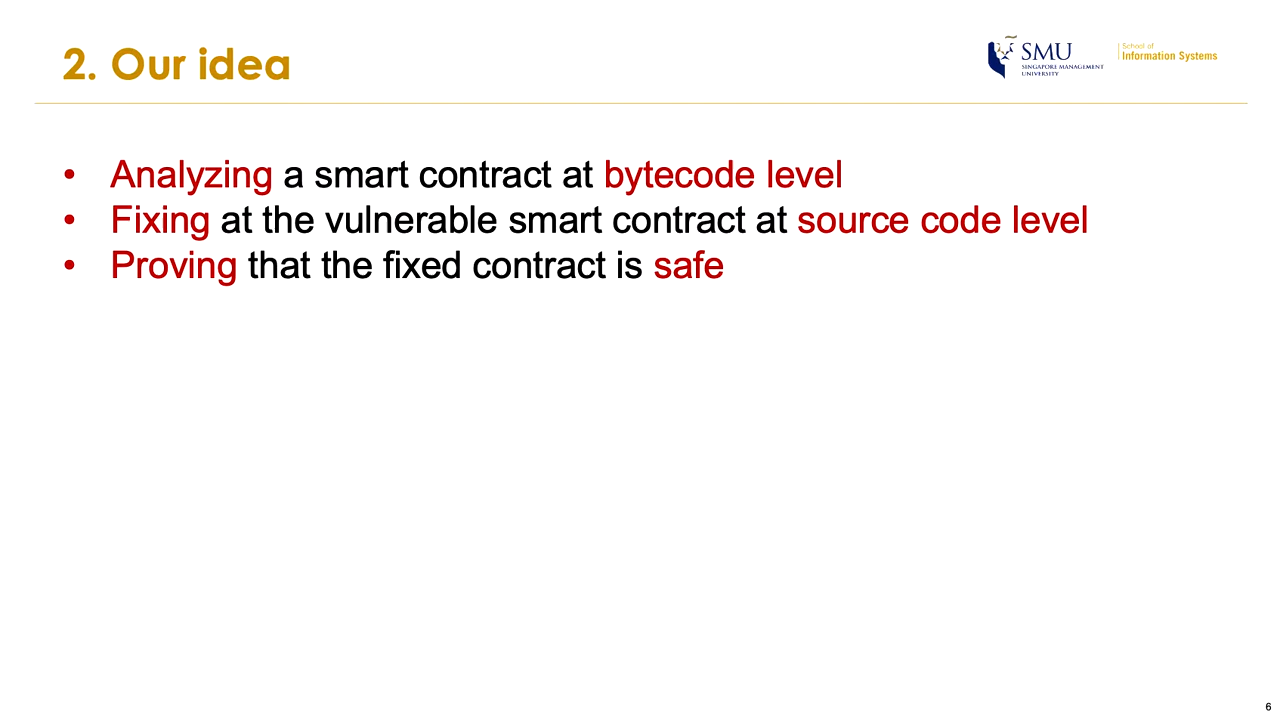 2. Our idea
SMU
SINGAPORE MANAGEMENT
UNIVERSITY
School of
Information Systems
• Analyzing a smart contract at bytecode level
• Fixing at the vulnerable smart contract at source code level
• Proving that the fixed contract is safe
6